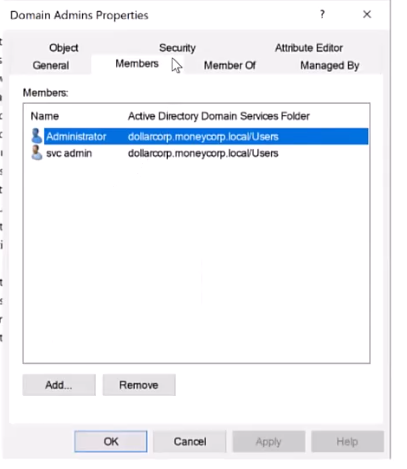 Domain Admins Properties
?
×
Object Security Attribute Editor
General Members Member Of Managed By
Members:
Name Active Directory Domain Services Folder
Administrator dollarcorp.moneycorp.local/Users
svc admin dollarcorp.moneycorp.local/Users
Add... Remove
OK Cancel Apply Help